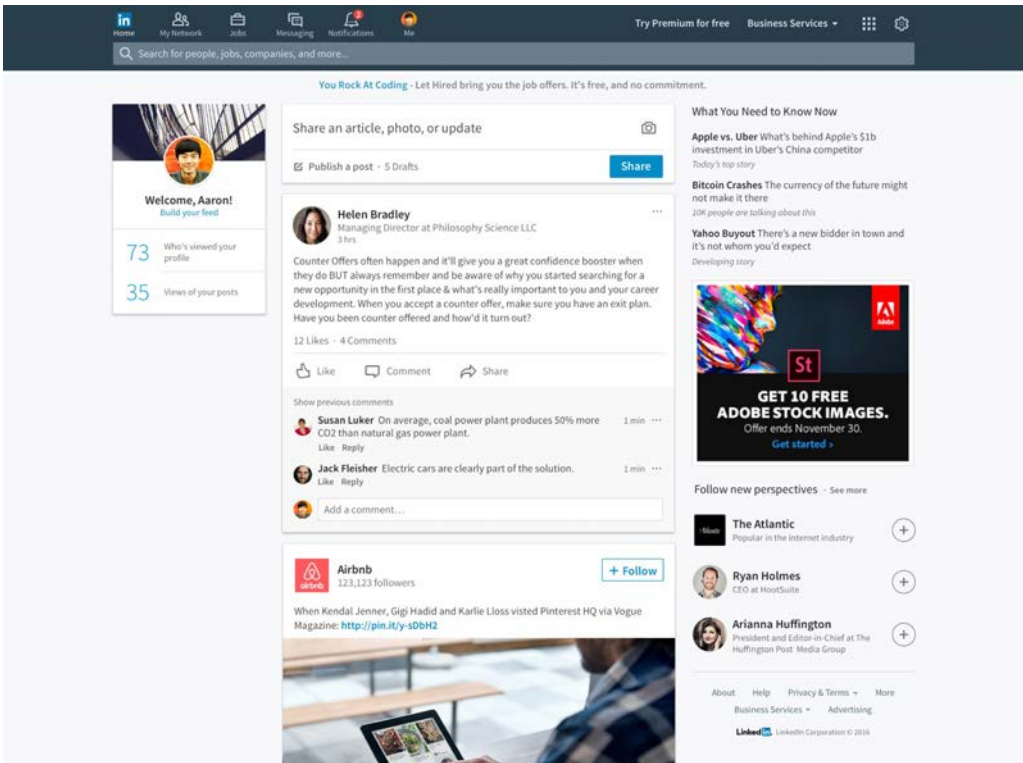 in
2
Home
My Network
Jobs
Messaging
Notifications
Me
Try Premium for free
Business Services
Search for people, jobs, companies, and more...
You Rock At Coding - Let Hired bring you the job offers. It's free, and no commitment.
Welcome, Aaron!
Build your feed
73 Who's viewed your
profile
35 Views of your posts
Share an article, photo, or update
Publish a post · 5 Drafts
Share
Helen Bradley
Managing Director at Philosophy Science LLC
3 hrs
Counter Offers often happen and it'll give you a great confidence booster when
they do BUT always remember and be aware of why you started searching for a
new opportunity in the first place & what's really important to you and your career
development. When you accept a counter offer, make sure you have an exit plan.
Have you been counter offered and how'd it turn out?
12 Likes · 4 Comments
Like
Comment
Share
Show previous comments
Susan Luker On average, coal power plant produces 50% more
CO2 than natural gas power plant.
1 min
Like Reply
Jack Fleisher Electric cars are clearly part of the solution.
1 min
Like Reply
Add a comment...
airbnb
Airbnb
123,123 followers
+ Follow
When Kendal Jenner, Gigi Hadid and Karlie Lloss visted Pinterest HQ via Vogue
Magazine: http://pin.it/y-sDbH2
What You Need to Know Now
Apple vs. Uber What's behind Apple's $1b
investment in Uber's China competitor
Today's top story
Bitcoin Crashes The currency of the future might
not make it there
10K people are talking about this
Yahoo Buyout There's a new bidder in town and
it's not whom you'd expect
Developing story
Adobe
St
GET 10 FREE
ADOBE STOCK IMAGES.
Offer ends November 30.
Get started ›
Follow new perspectives · See more
The Atlantic
Popular in the internet industry
Ryan Holmes
CEO at HootSuite
Arianna Huffington
President and Editor-in-Chief at The
Huffington Post Media Group
About Help Privacy & Terms More
Business Services Advertising
Linked in LinkedIn Corporation © 2016